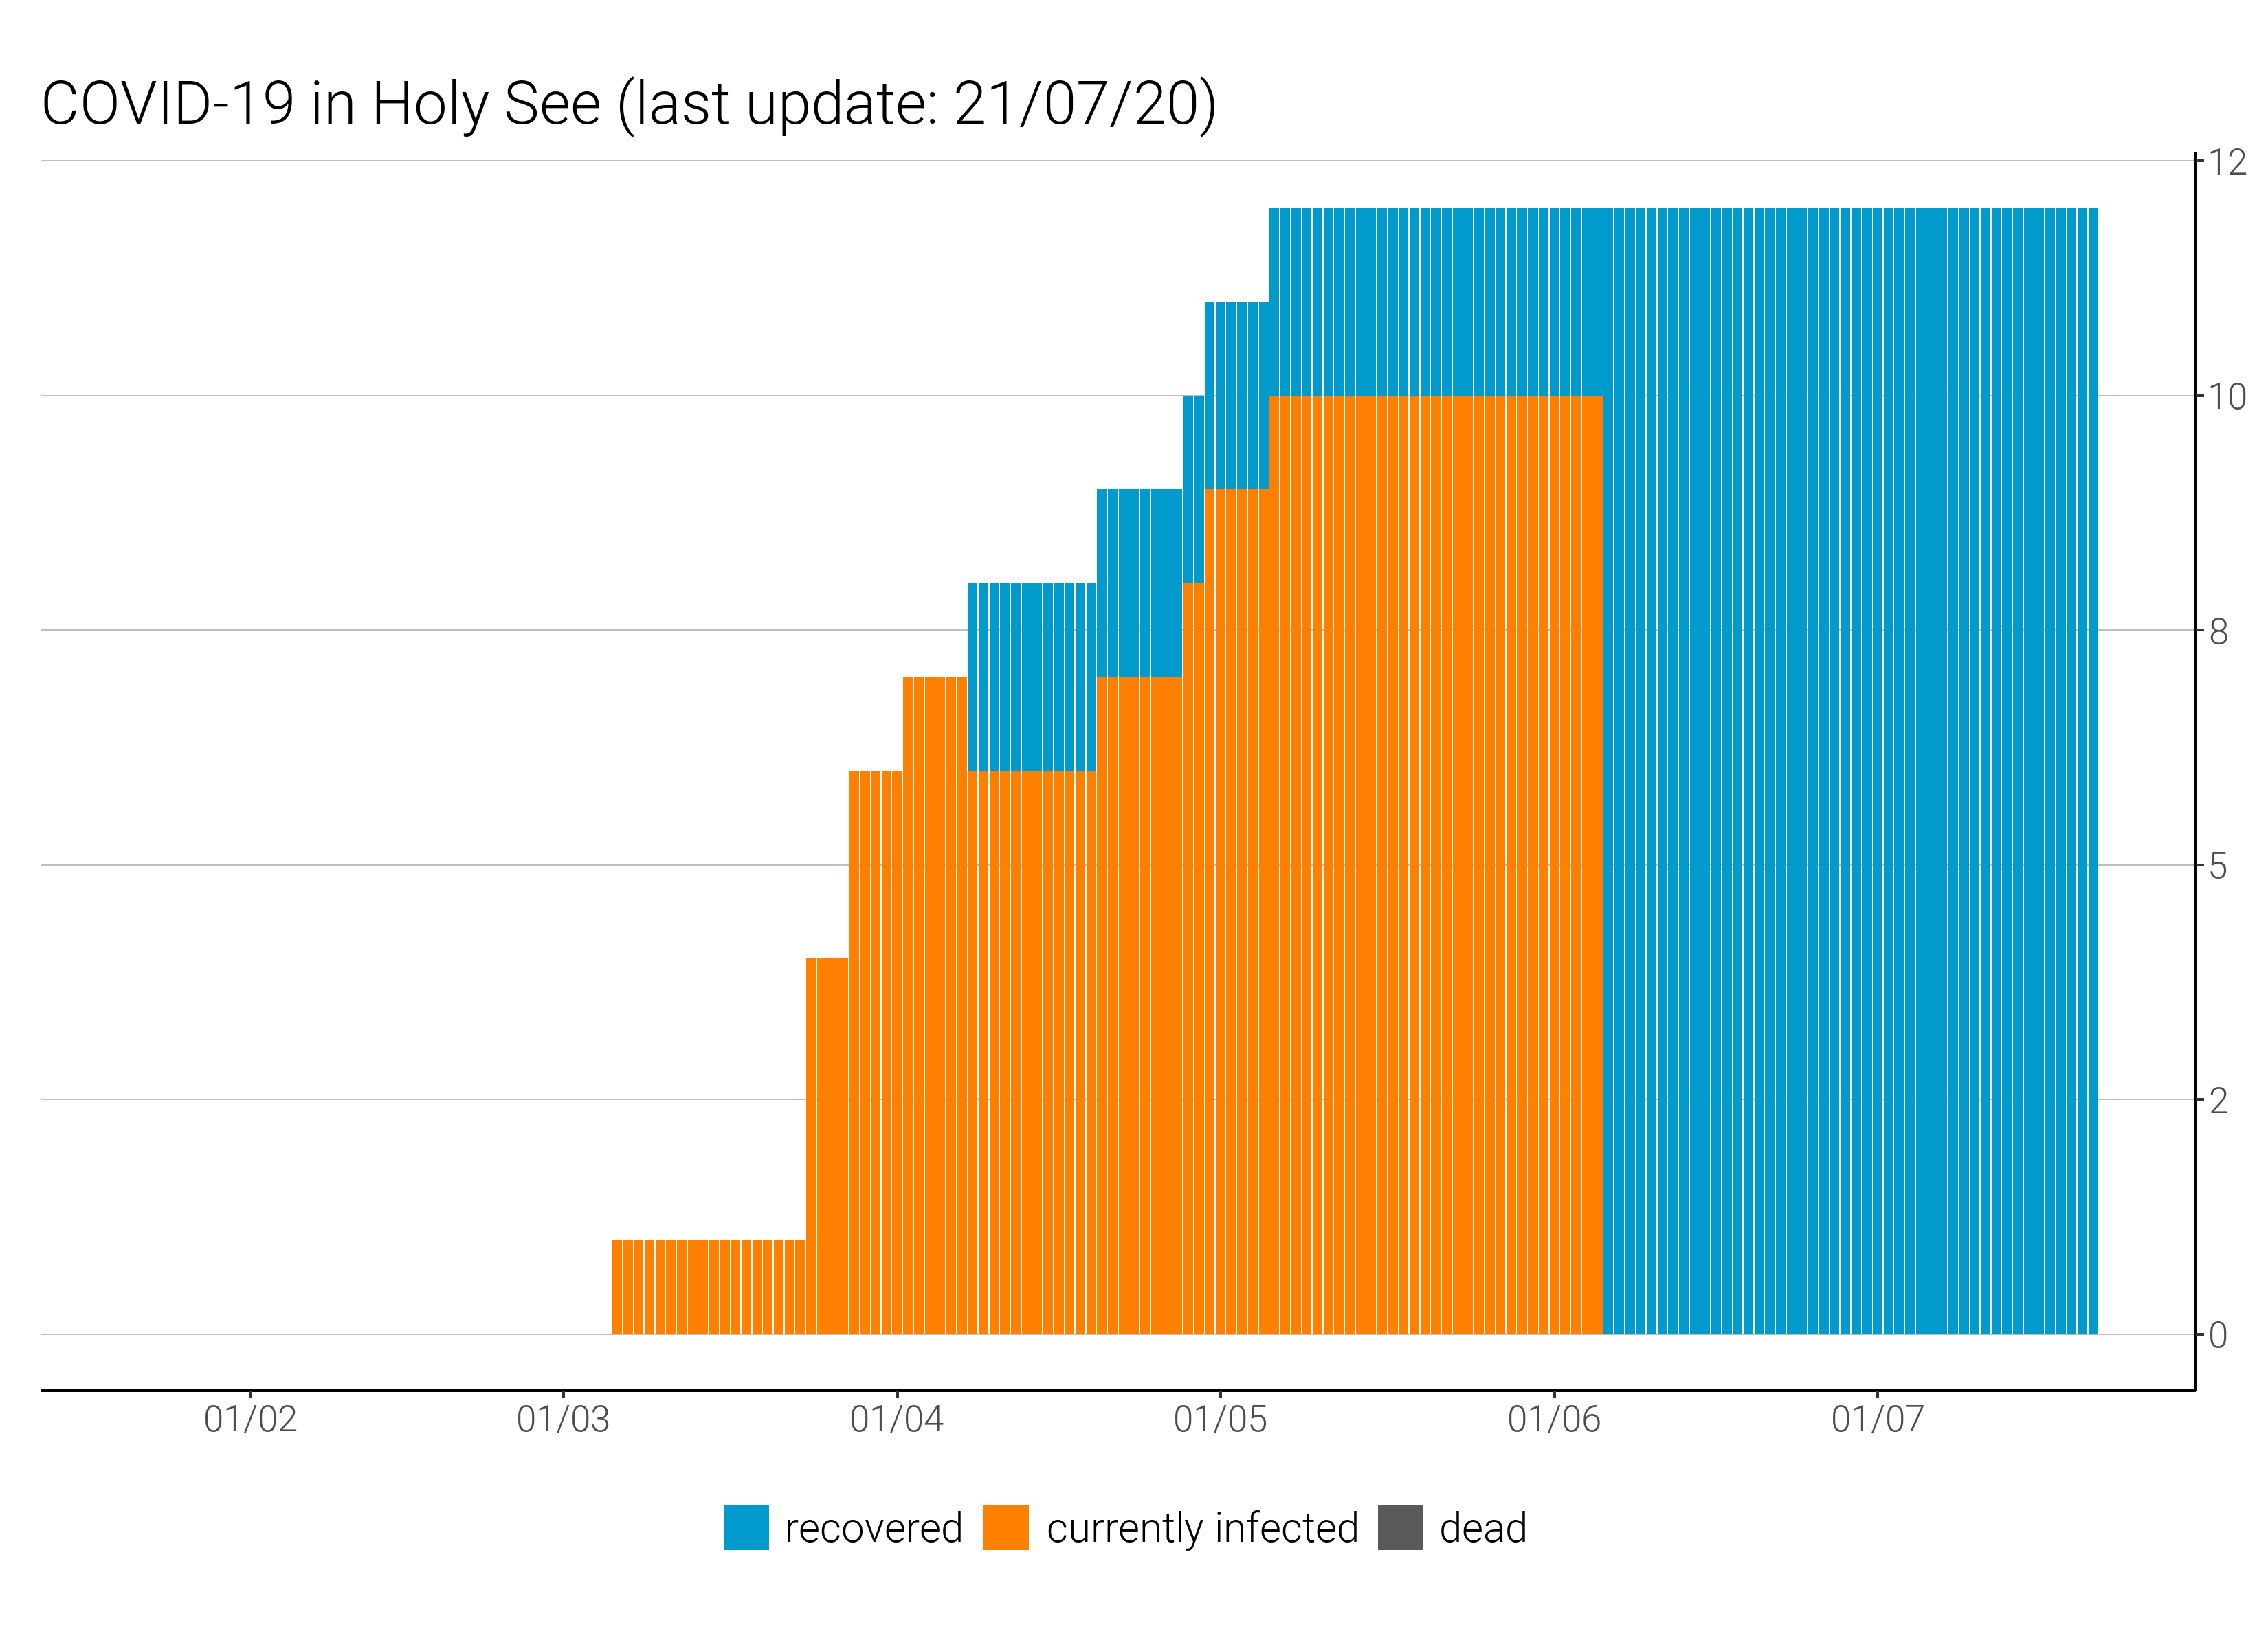 COVID-19 in Holy See (last update: 21/07/20)
12
10
8
5
2
0
01/02 01/03 01/04 01/05 01/06 01/07
recovered currently infected dead